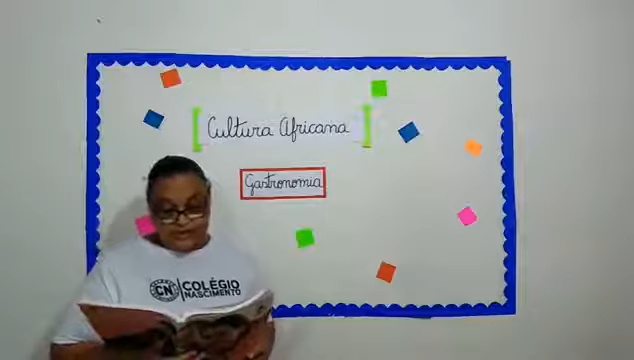 Cultura Africana
Gastronomia
CN
COLÉGIO
NASCIMENTO